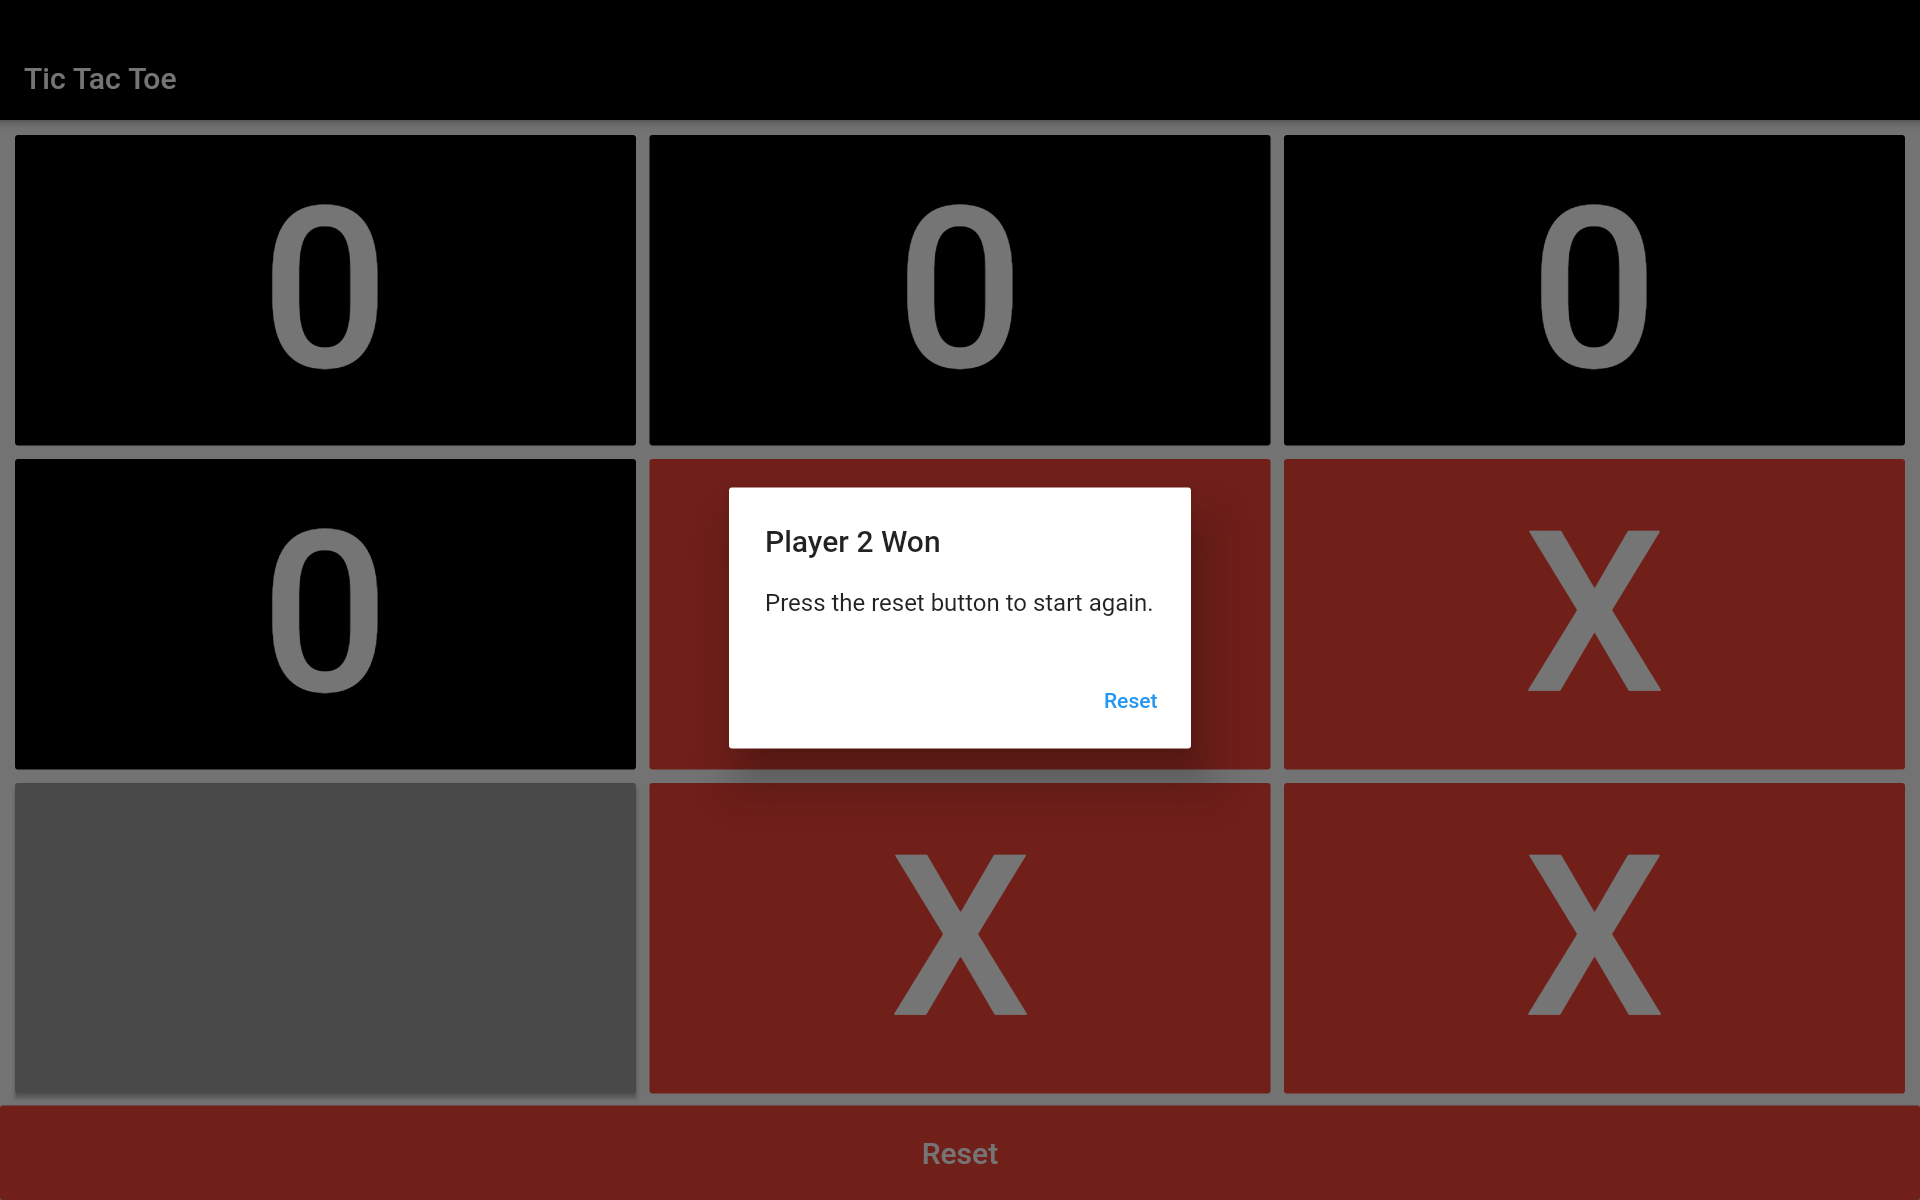 Tic Tac Toe
0 0 0
0 X
Player 2 Won
Press the reset button to start again.
Reset
X X
Reset